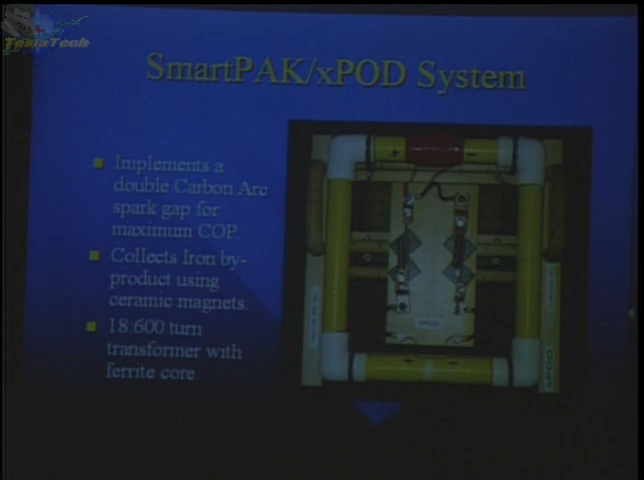 TeslaTech
SmartPAK/xPOD System
Implements a
double Carbon Arc
spark gap for
maximum COP.
Collects Iron by-
product using
ceramic magnets.
18:600 turn
transformer with
ferrite core.
xPOD